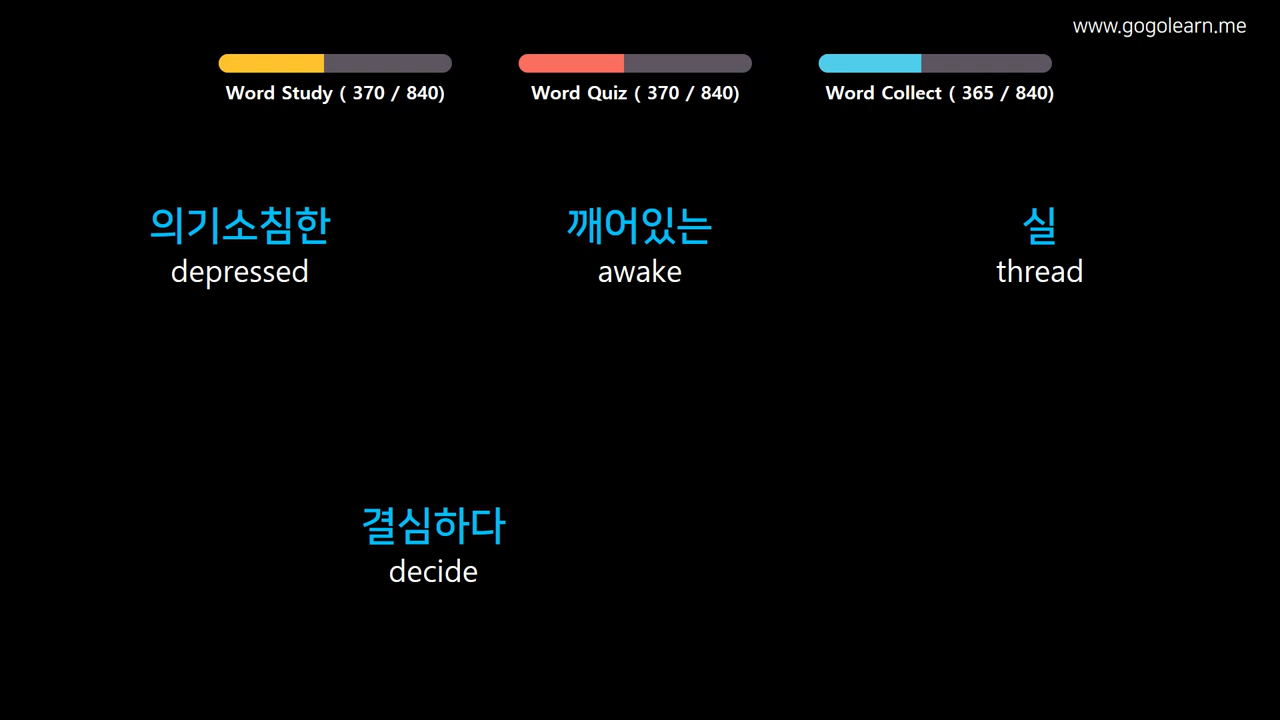 www.gogolearn.me
Word Study ( 370 / 840)
Word Quiz ( 370 / 840)
Word Collect ( 365 / 840)
의기소침한
depressed
깨어있는
awake
실
thread
결심하다
decide